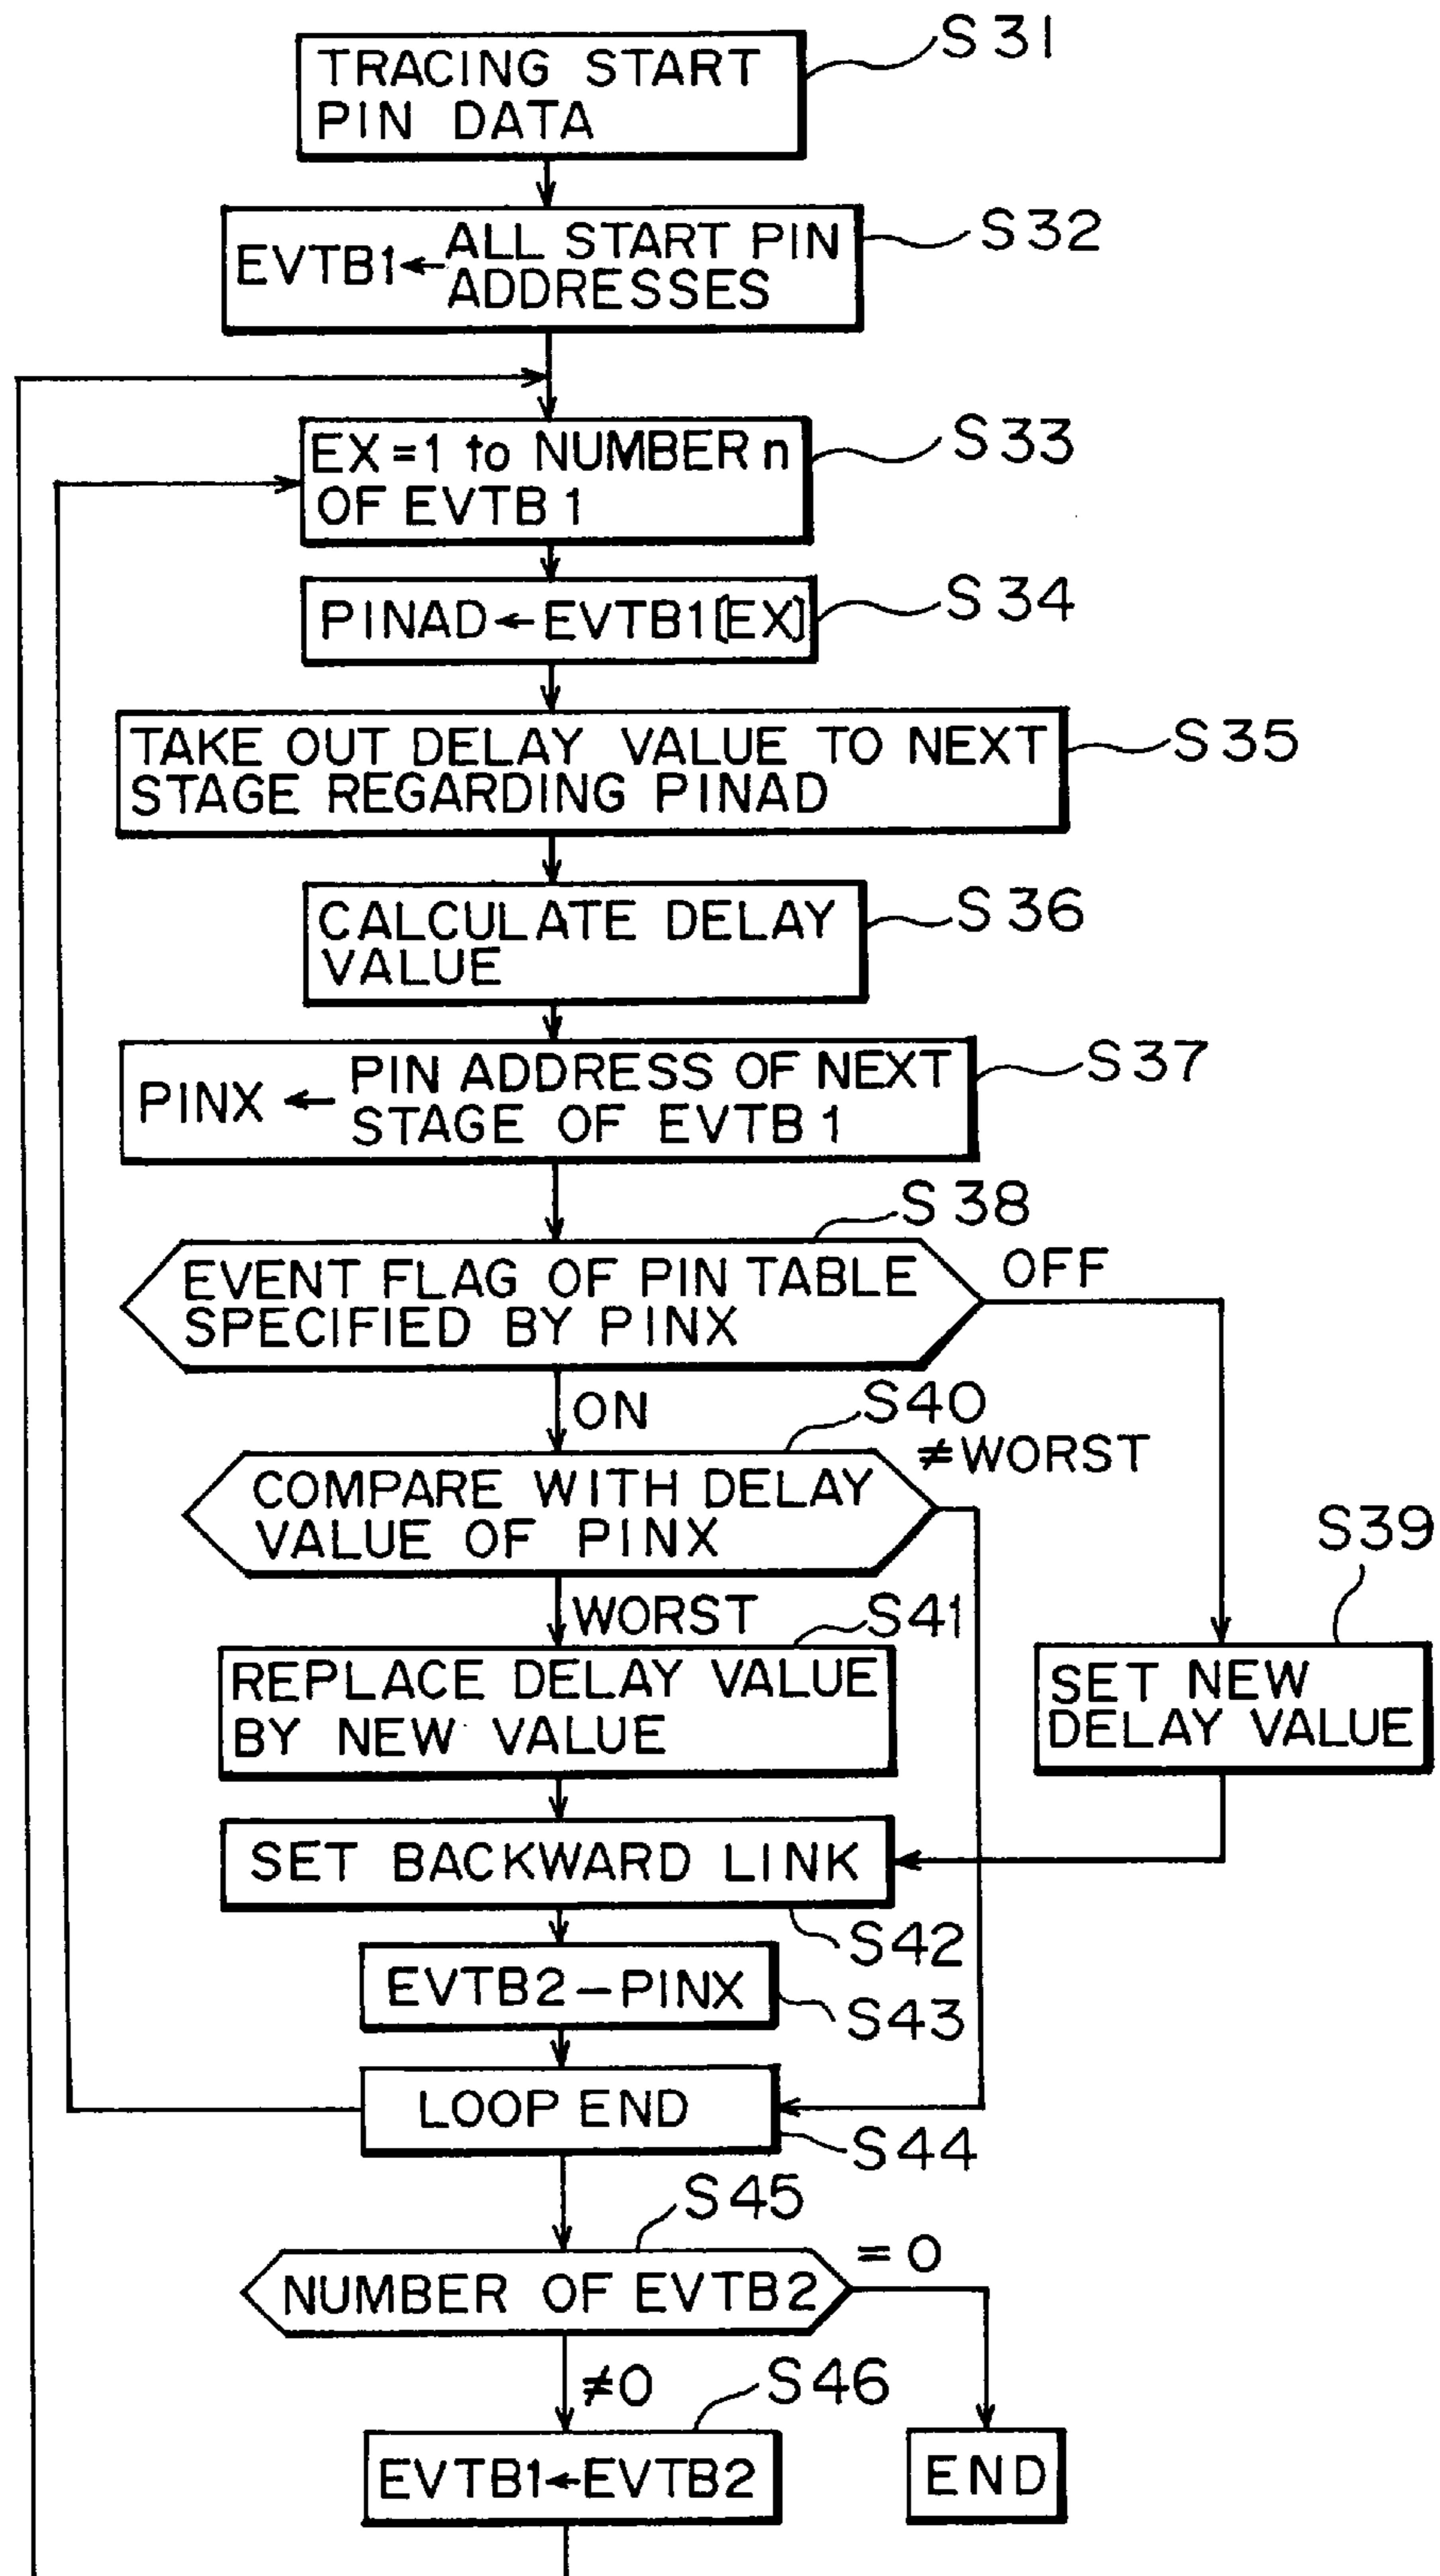 TRACING START
PIN DATA
S31
EVTB1← ALL START PIN
ADDRESSES
S32
EX=1 to NUMBER n
OF EVTB1
S33
PINAD←EVTB1[EX]
S34
TAKE OUT DELAY VALUE TO NEXT
STAGE REGARDING PINAD
S35
CALCULATE DELAY
VALUE
S36
PINX ← PIN ADDRESS OF NEXT
STAGE OF EVTB1
S37
S38
EVENT FLAG OF PIN TABLE
SPECIFIED BY PINX
OFF
ON
S40
≠WORST
COMPARE WITH DELAY
VALUE OF PINX
S39
WORST
S41
REPLACE DELAY VALUE
BY NEW VALUE
SET NEW
DELAY VALUE
SET BACKWARD LINK
S42
EVTB2–PINX
S43
LOOP END
S44
S45
NUMBER OF EVTB2
=0
≠0
S46
EVTB1←EVTB2
END